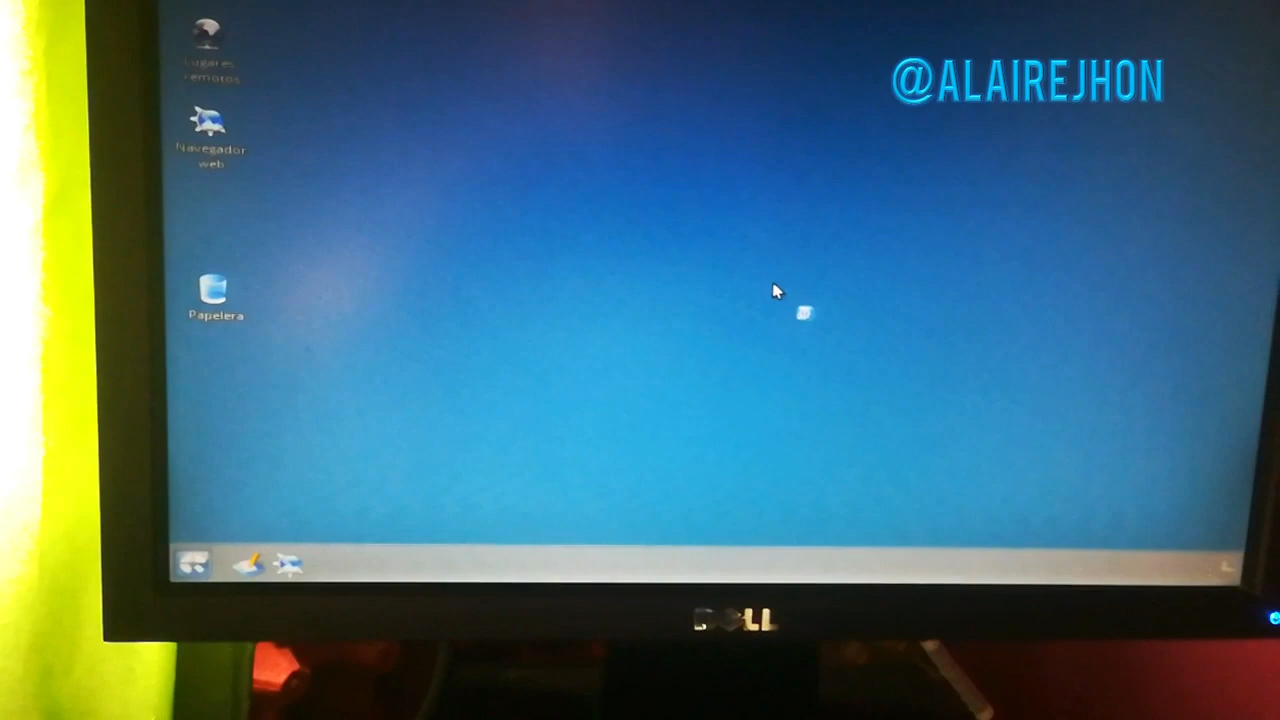 Lugares
remotos
@ALAIREJHON
Navegador
web
Papelera
DELL